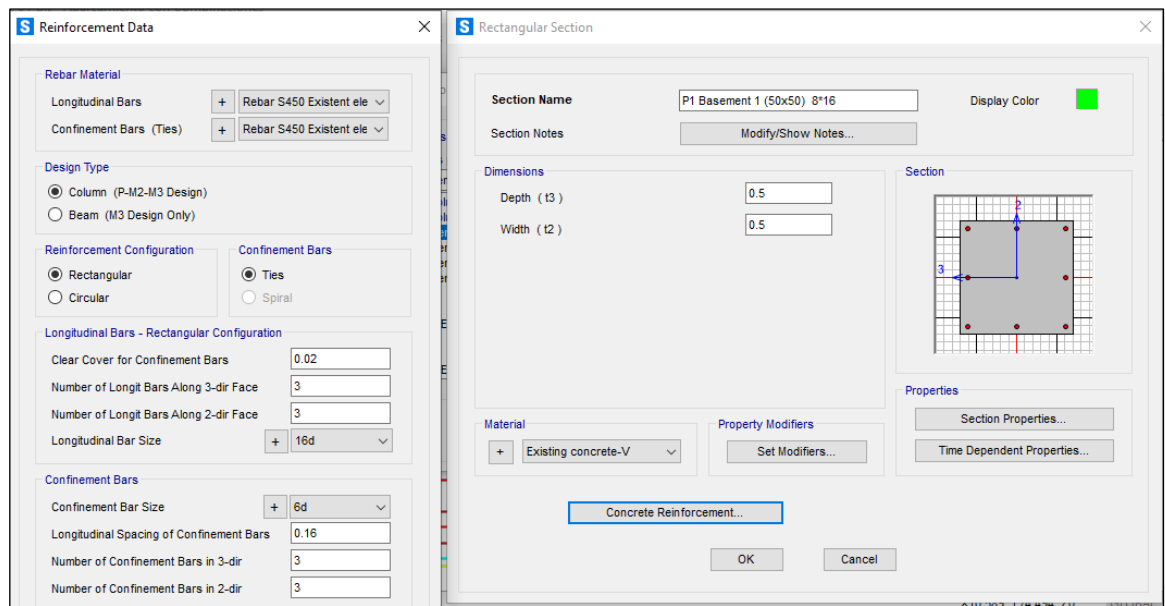 S Reinforcement Data
Rebar Material
Longitudinal Bars + Rebar S450 Existent ele
Confinement Bars (Ties) + Rebar S450 Existent ele
Design Type
Column (P-M2-M3 Design)
Beam (M3 Design Only)
Reinforcement Configuration
Rectangular
Circular
Confinement Bars
Ties
Spiral
Longitudinal Bars - Rectangular Configuration
Clear Cover for Confinement Bars 0.02
Number of Longit Bars Along 3-dir Face 3
Number of Longit Bars Along 2-dir Face 3
Longitudinal Bar Size + 16d
Confinement Bars
Confinement Bar Size + 6d
Longitudinal Spacing of Confinement Bars 0.16
Number of Confinement Bars in 3-dir 3
Number of Confinement Bars in 2-dir 3
S Rectangular Section
Section Name P1 Basement 1 (50x50) 8*16 Display Color
Section Notes Modify/Show Notes...
Dimensions
Depth ( t3 ) 0.5
Width ( t2 ) 0.5
Section
2
3
Properties
Section Properties...
Time Dependent Properties...
Material
+ Existing concrete-V
Property Modifiers
Set Modifiers...
Concrete Reinforcement...
OK Cancel